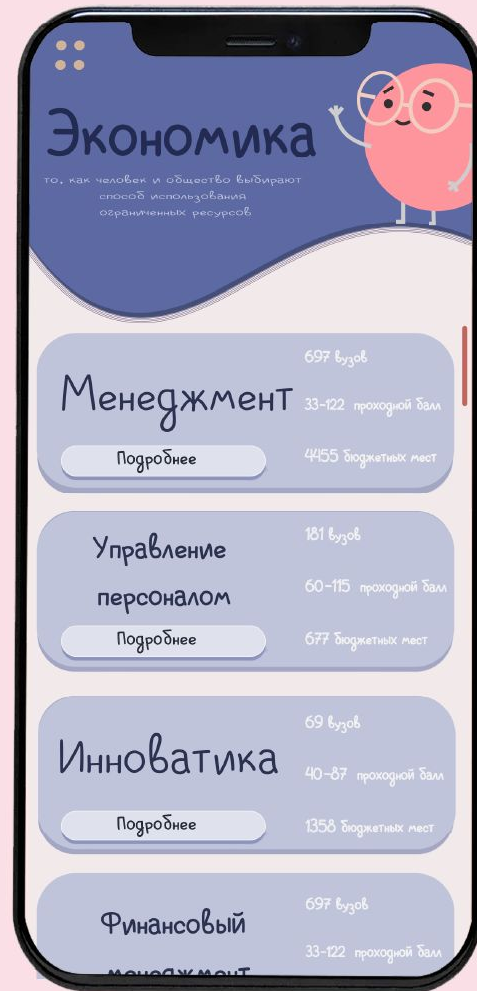 Экономика
то, как человек и общество выбирают
способ использования
ограниченных ресурсов
697 вузов
Менеджмент
33-122 проходной балл
4455 бюджетных мест
Подробнее
181 вузов
Управление
персоналом
60-115 проходной балл
677 бюджетных мест
Подробнее
69 вузов
Инноватика
40-87 проходной балл
1358 бюджетных мест
Подробнее
697 вузов
Финансовый
33-122 проходной балл
менеджмент